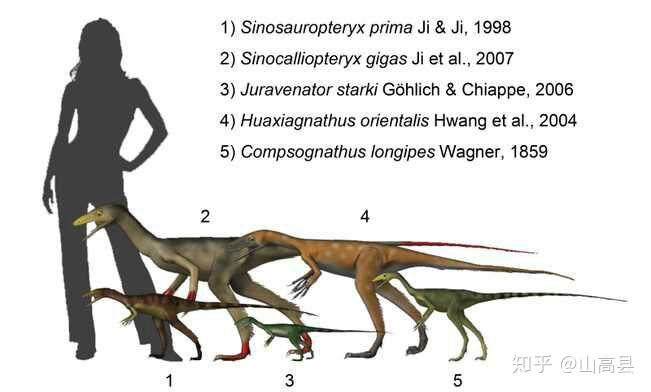 1) Sinosauropteryx prima Ji & Ji, 1998
2) Sinocalliopteryx gigas Ji et al., 2007
3) Juravenator starki Göhlich & Chiappe, 2006
4) Huaxiagnathus orientalis Hwang et al., 2004
5) Compsognathus longipes Wagner, 1859
2
4
1
3
5
知乎 @山高县